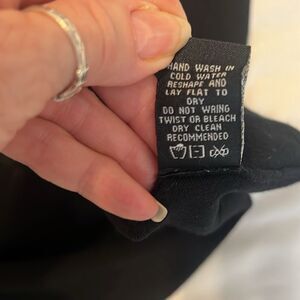 HAND WASH IN
COLD WATER
RESHAPE AND
LAY FLAT TO
DRY
DO NOT WRING
TWIST OR BLEACH
DRY CLEAN
RECOMMENDED